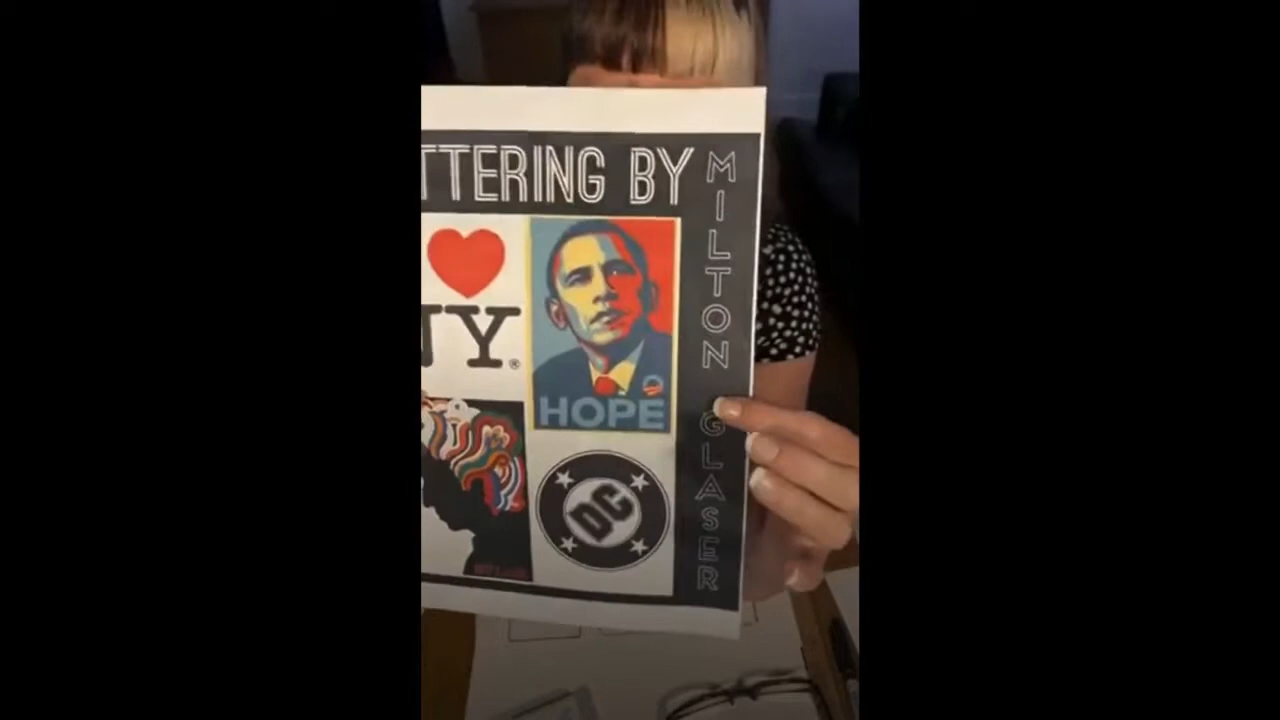 TTERING BY
MILTON
GLASER
NY®
HOPE
DC